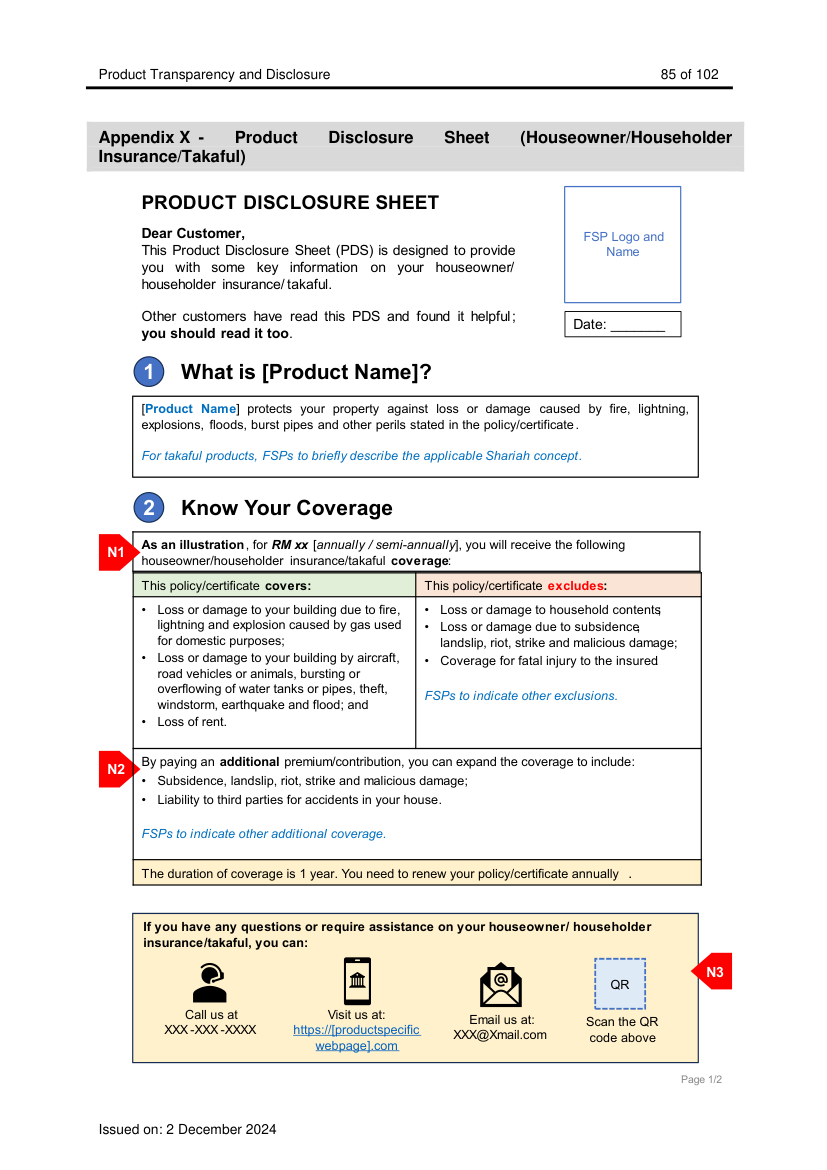 Product Transparency and Disclosure 85 of 102
Appendix X - Product Disclosure Sheet (Houseowner/Householder
Insurance/Takaful)
PRODUCT DISCLOSURE SHEET
Dear Customer,
This Product Disclosure Sheet (PDS) is designed to provide
you with some key information on your houseowner/
householder insurance/takaful.
Other customers have read this PDS and found it helpful;
you should read it too.
FSP Logo and
Name
Date: _______
1 What is [Product Name]?
[Product Name] protects your property against loss or damage caused by fire, lightning,
explosions, floods, burst pipes and other perils stated in the policy/certificate.
For takaful products, FSPs to briefly describe the applicable Shariah concept.
2 Know Your Coverage
N1
As an illustration, for RM xx [annually / semi-annually], you will receive the following
houseowner/householder insurance/takaful coverage:
This policy/certificate covers:
• Loss or damage to your building due to fire,
lightning and explosion caused by gas used
for domestic purposes;
• Loss or damage to your building by aircraft,
road vehicles or animals, bursting or
overflowing of water tanks or pipes, theft,
windstorm, earthquake and flood; and
• Loss of rent.
This policy/certificate excludes:
• Loss or damage to household contents;
• Loss or damage due to subsidence,
landslip, riot, strike and malicious damage;
• Coverage for fatal injury to the insured
FSPs to indicate other exclusions.
N2
By paying an additional premium/contribution, you can expand the coverage to include:
• Subsidence, landslip, riot, strike and malicious damage;
• Liability to third parties for accidents in your house.
FSPs to indicate other additional coverage.
The duration of coverage is 1 year. You need to renew your policy/certificate annually .
If you have any questions or require assistance on your houseowner/ householder
insurance/takaful, you can:
N3
Call us at
XXX-XXX-XXXX
Visit us at:
https://[productspecific
webpage].com
@
Email us at:
XXX@Xmail.com
QR
Scan the QR
code above
Page 1/2
Issued on: 2 December 2024